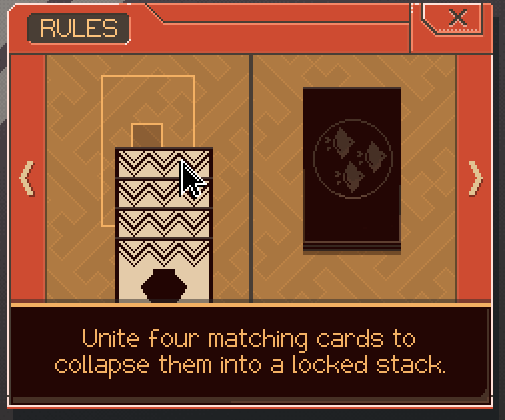 RULES
Unite four matching cards to
collapse them into a locked stack.